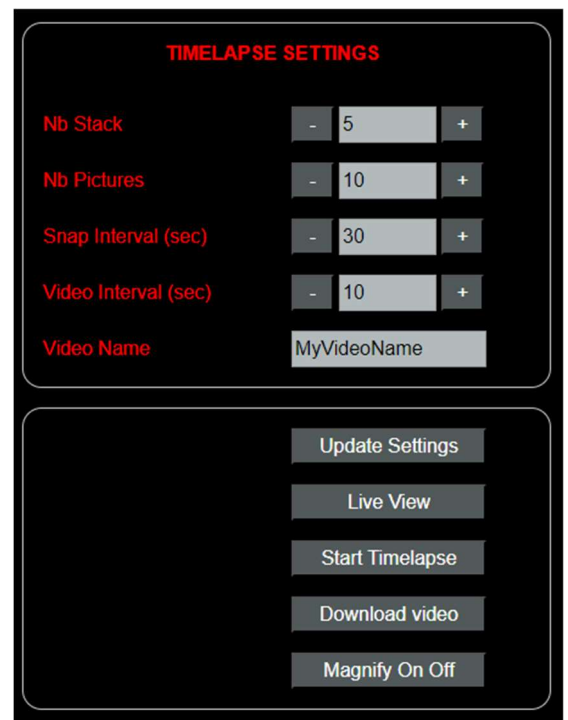 TIMELAPSE SETTINGS
Nb Stack - 5 +
Nb Pictures - 10 +
Snap Interval (sec) - 30 +
Video Interval (sec) - 10 +
Video Name MyVideoName
Update Settings
Live View
Start Timelapse
Download video
Magnify On Off